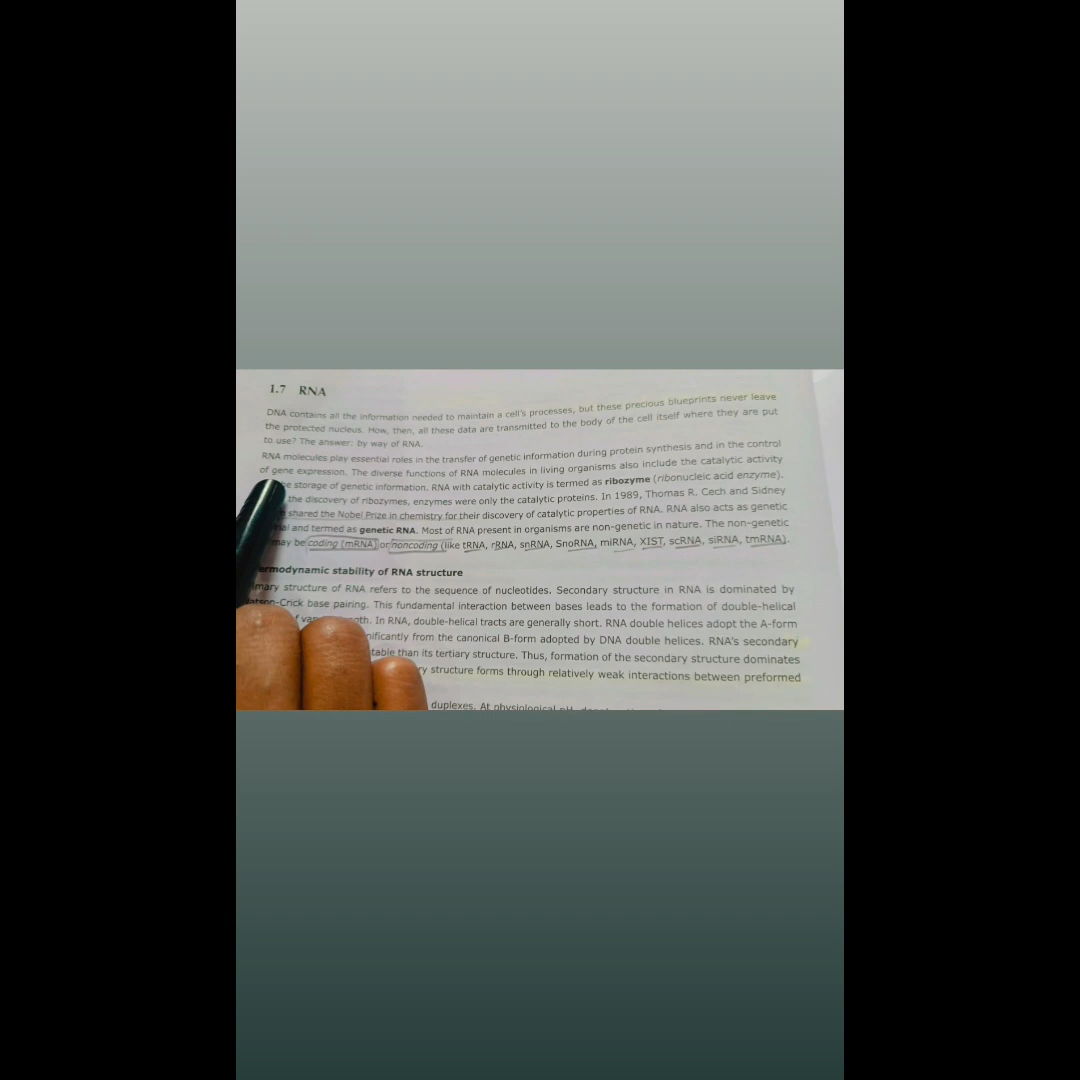 1.7 RNA
DNA contains all the information needed to maintain a cell's processes, but these precious blueprints never leave
the protected nucleus. How, then, all these data are transmitted to the body of the cell itself where they are put
to use? The answer: by way of RNA.
RNA molecules play essential roles in the transfer of genetic information during protein synthesis and in the control
of gene expression. The diverse functions of RNA molecules in living organisms also include the catalytic activity
storage of genetic information. RNA with catalytic activity is termed as ribozyme (ribonucleic acid enzyme).
the discovery of ribozymes, enzymes were only the catalytic proteins. In 1989, Thomas R. Cech and Sidney
shared the Nobel Prize in chemistry for their discovery of catalytic properties of RNA. RNA also acts as genetic
and termed as genetic RNA. Most of RNA present in organisms are non-genetic in nature. The non-genetic
may be coding (mRNA) or noncoding (like tRNA, rRNA, snRNA, SnoRNA, miRNA, XIST, scRNA, siRNA, tmRNA).
stability of RNA structure
structure of RNA refers to the sequence of nucleotides. Secondary structure in RNA is dominated by
base pairing. This fundamental interaction between bases leads to the formation of double-helical
In RNA, double-helical tracts are generally short. RNA double helices adopt the A-form
from the canonical B-form adopted by DNA double helices. RNA's secondary
than its tertiary structure. Thus, formation of the secondary structure dominates
structure forms through relatively weak interactions between preformed
duplexes. At physiological